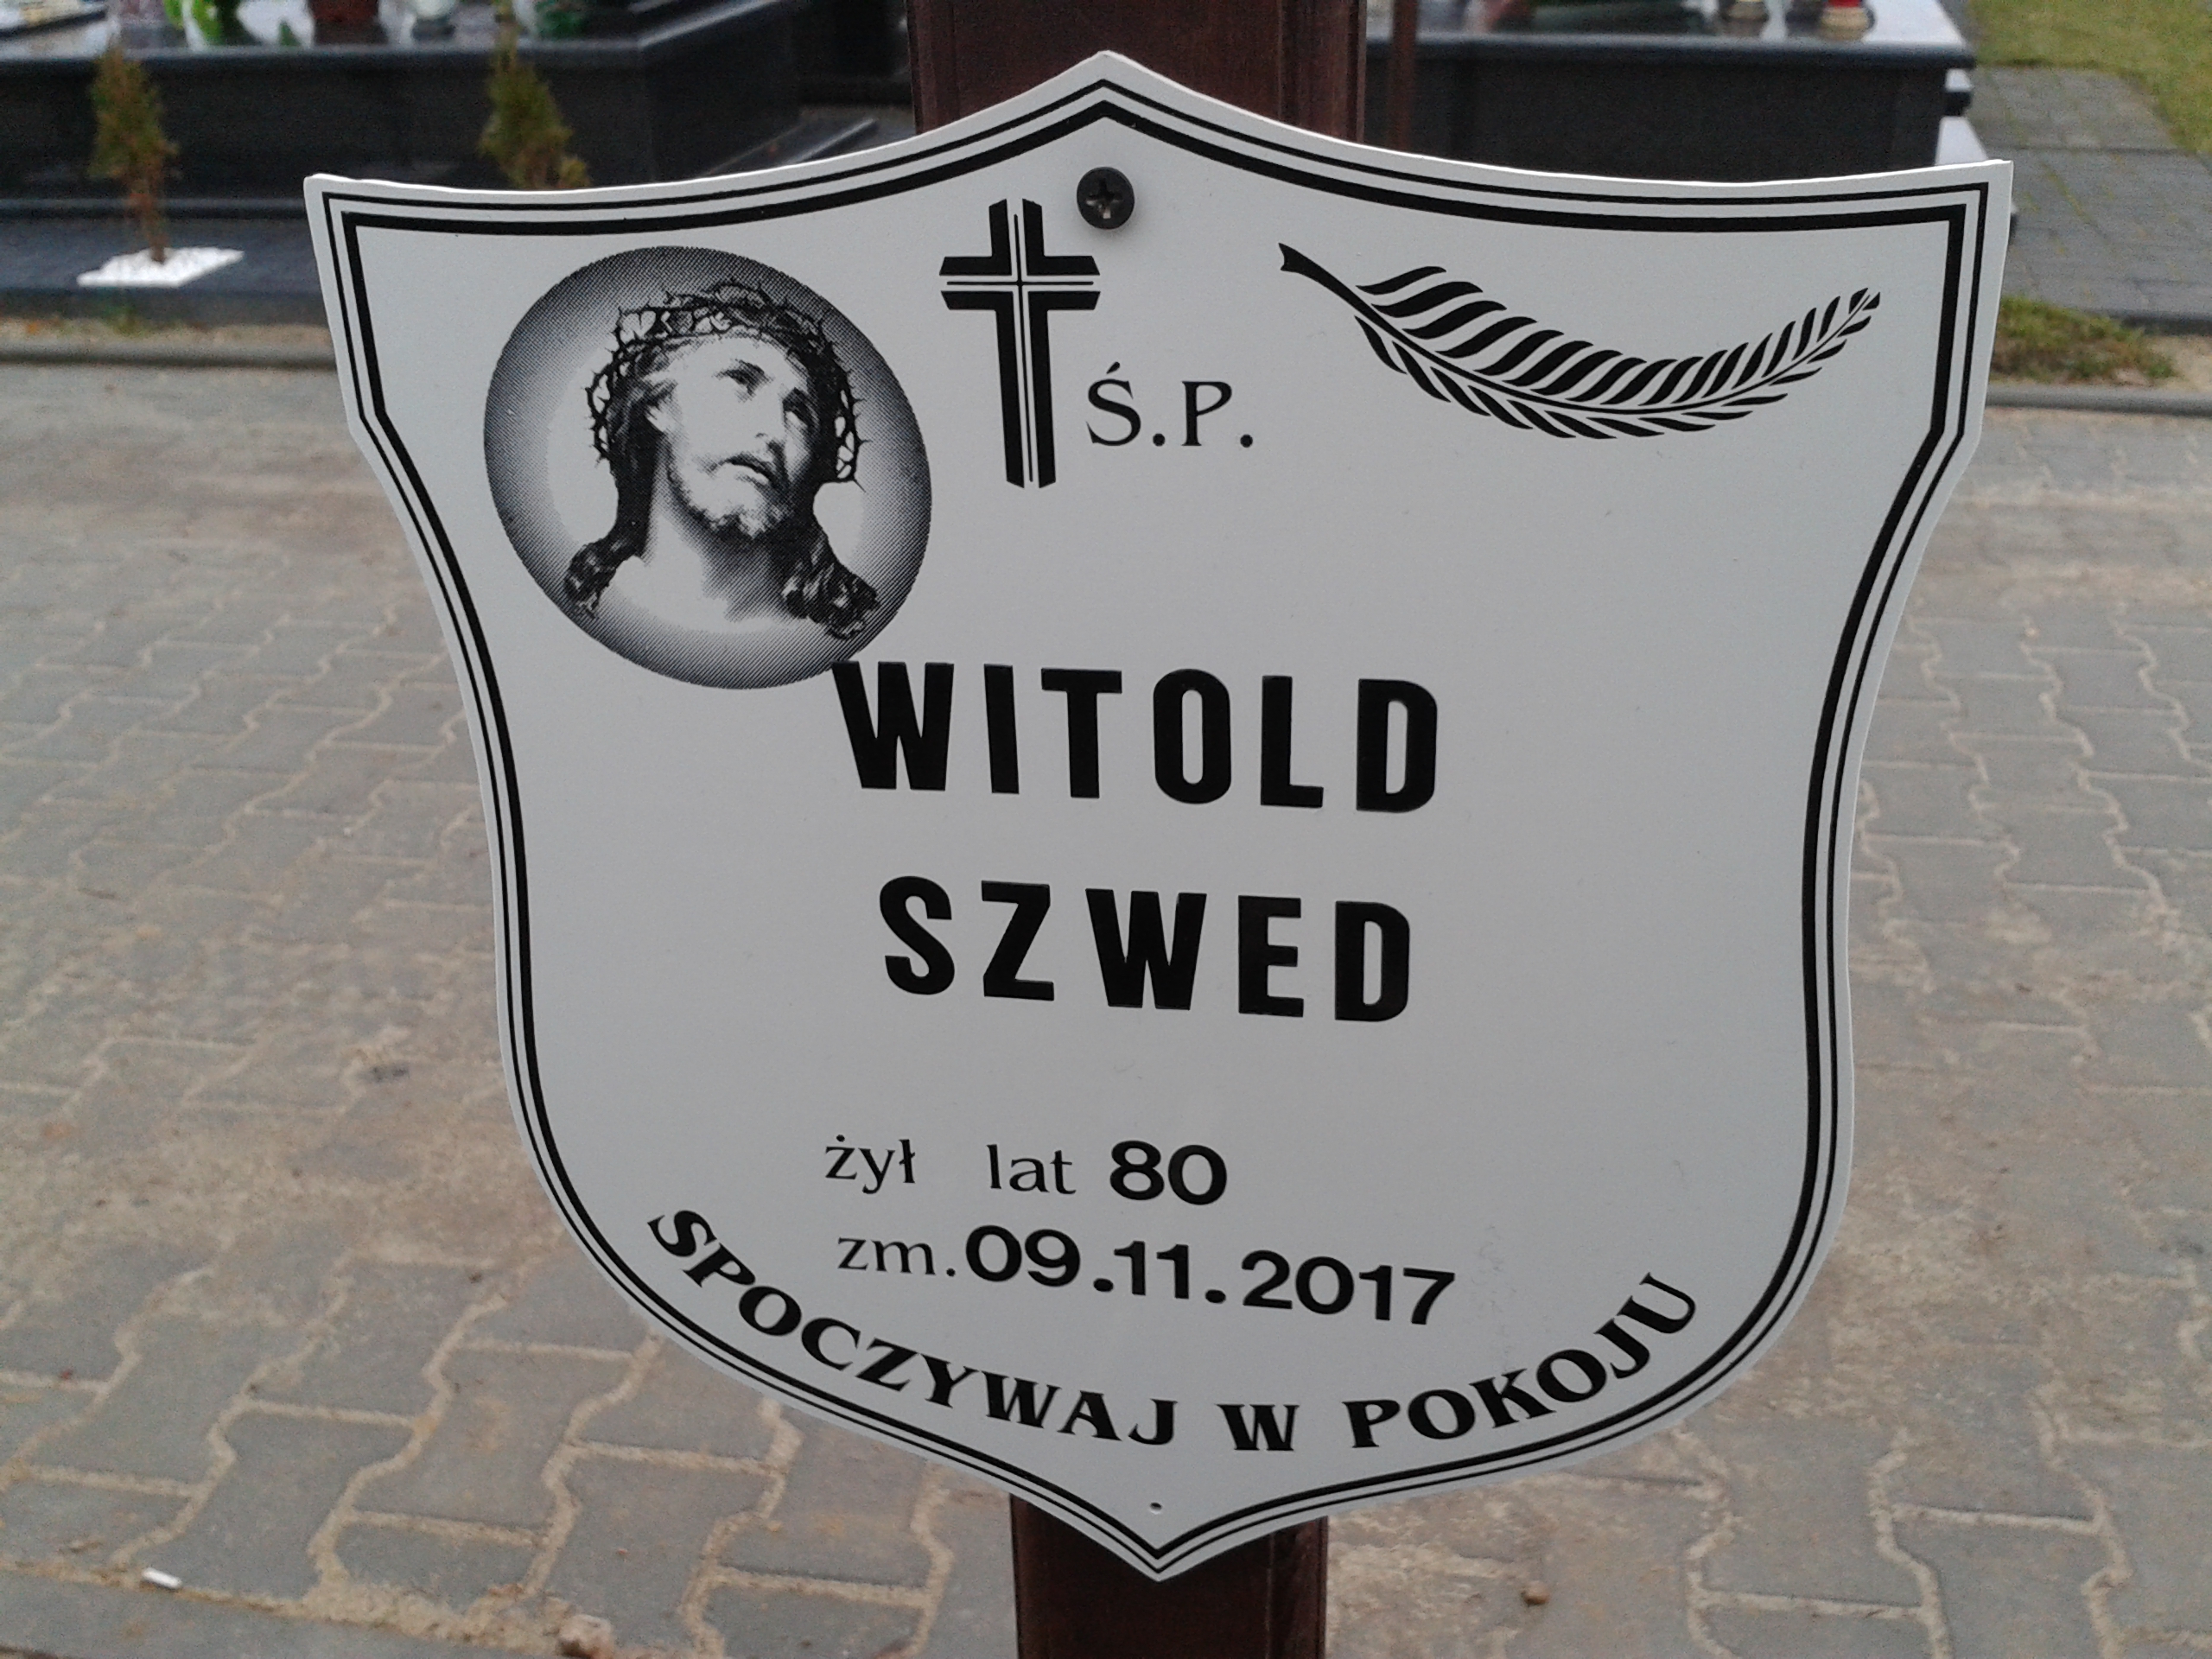 Ś.P.
WITOLD
SZWED
żył lat 80
zm. 09.11.2017
SPOCZYWAJ W POKOJU